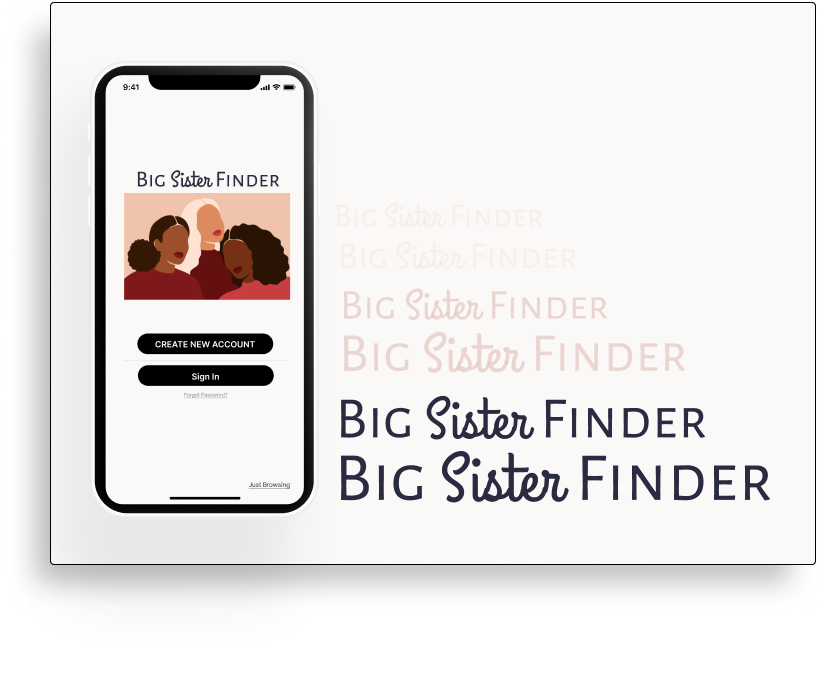 9:41
Big Sister Finder
CREATE NEW ACCOUNT
Sign In
Forgot Password?
Just Browsing
Big Sister Finder
Big Sister Finder
Big Sister Finder
Big Sister Finder
Big Sister Finder
Big Sister Finder